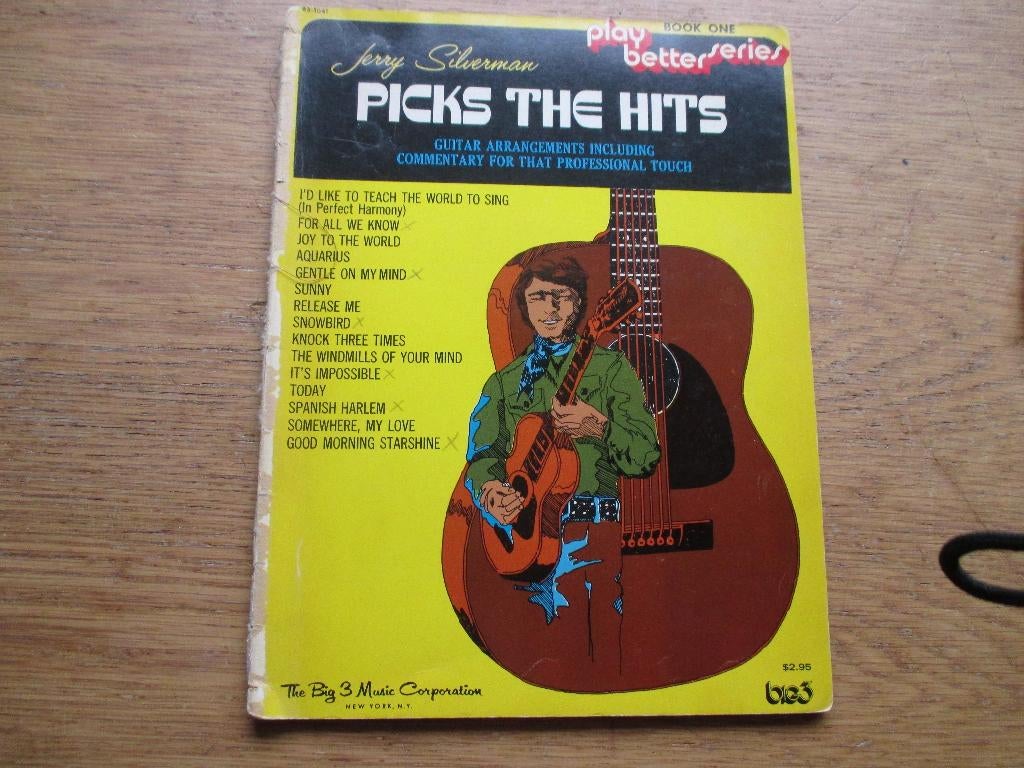 BOOK ONE
play
better series
Jerry Silverman
PICKS THE HITS
GUITAR ARRANGEMENTS INCLUDING
COMMENTARY FOR THAT PROFESSIONAL TOUCH
I'D LIKE TO TEACH THE WORLD TO SING
(In Perfect Harmony)
FOR ALL WE KNOW
JOY TO THE WORLD
AQUARIUS
GENTLE ON MY MIND
SUNNY
RELEASE ME
SNOWBIRD
KNOCK THREE TIMES
THE WINDMILLS OF YOUR MIND
IT'S IMPOSSIBLE
TODAY
SPANISH HARLEM
SOMEWHERE, MY LOVE
GOOD MORNING STARSHINE
$2.95
The Big 3 Music Corporation
NEW YORK, N.Y.
big3